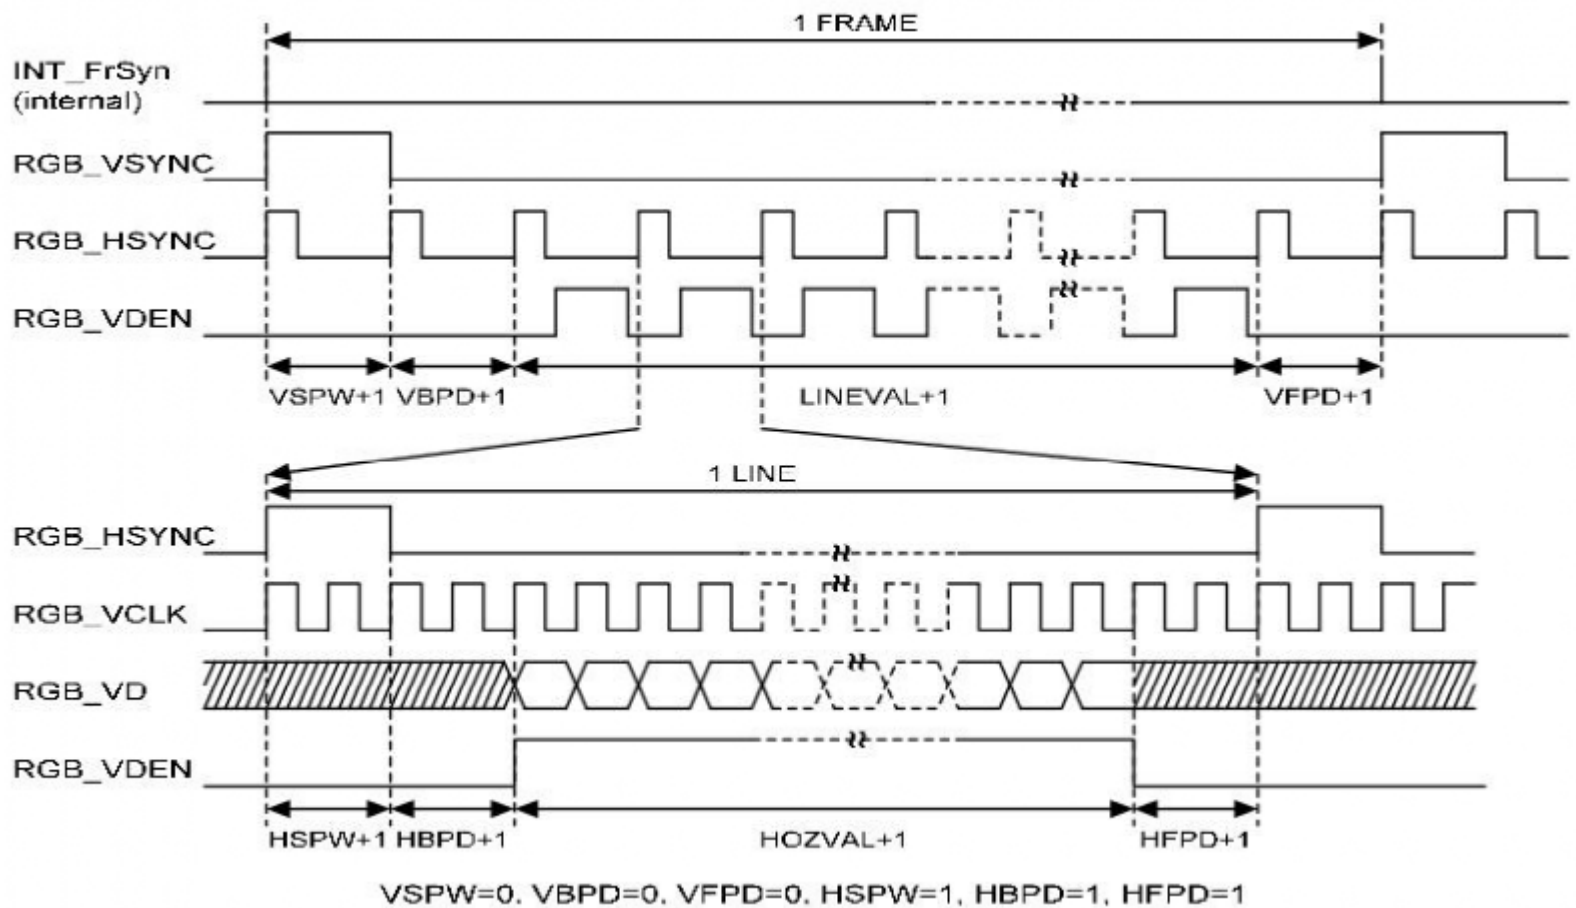 1 FRAME
INT_FrSyn
(internal)
RGB_VSYNC
RGB_HSYNC
RGB_VDEN
VSPW+1 VBPD+1 LINEVAL+1 VFPD+1
1 LINE
RGB_HSYNC
RGB_VCLK
RGB_VD
RGB_VDEN
HSPW+1 HBPD+1 HOZVAL+1 HFPD+1
VSPW=0, VBPD=0, VFPD=0, HSPW=1, HBPD=1, HFPD=1